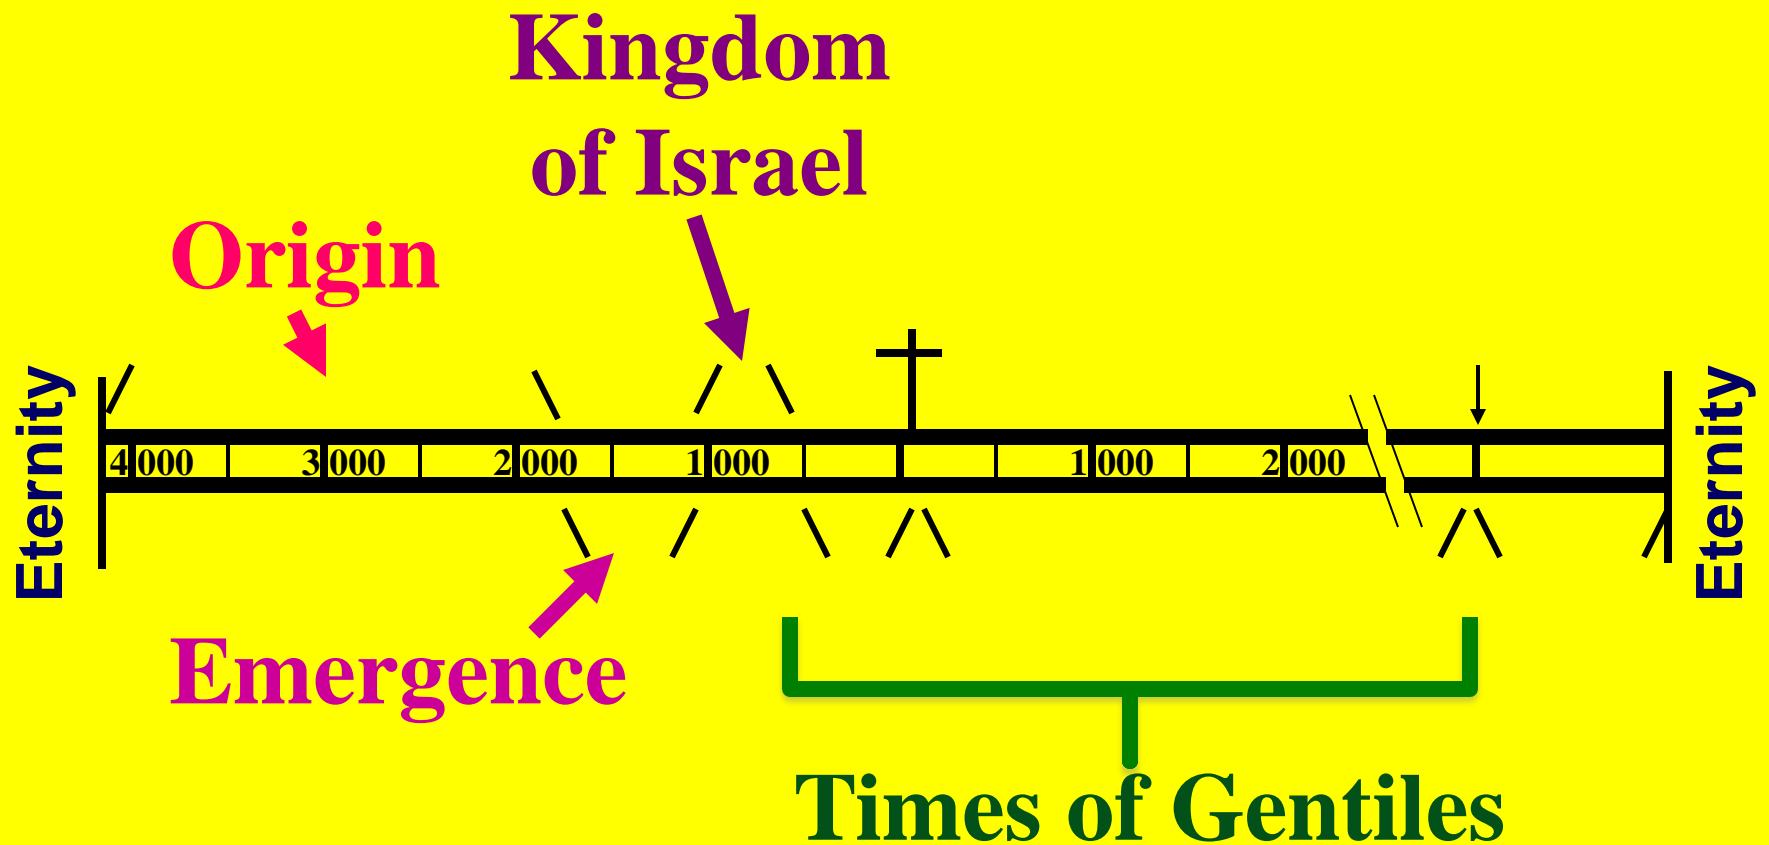 Kingdom
of Israel
Origin
Eternity
4000 3000 2000 1000 1000 2000
Eternity
Emergence
Times of Gentiles